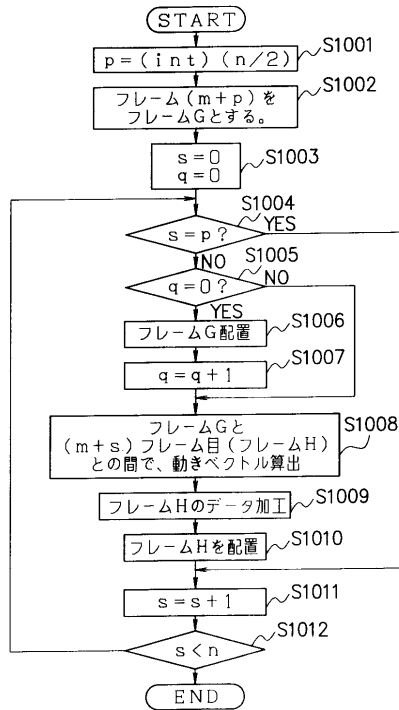 START
p=(int)(n/2)
S1001
フレーム(m+p)を
フレームGとする。
S1002
s=0
q=0
S1003
s=p?
S1004
YES
NO
q=0?
S1005
NO
YES
フレームG配置
S1006
q=q+1
S1007
フレームGと
(m+s)フレーム目(フレームH)
との間で、動きベクトル算出
S1008
フレームHのデータ加工
S1009
フレームHを配置
S1010
s=s+1
S1011
s<n
S1012
END